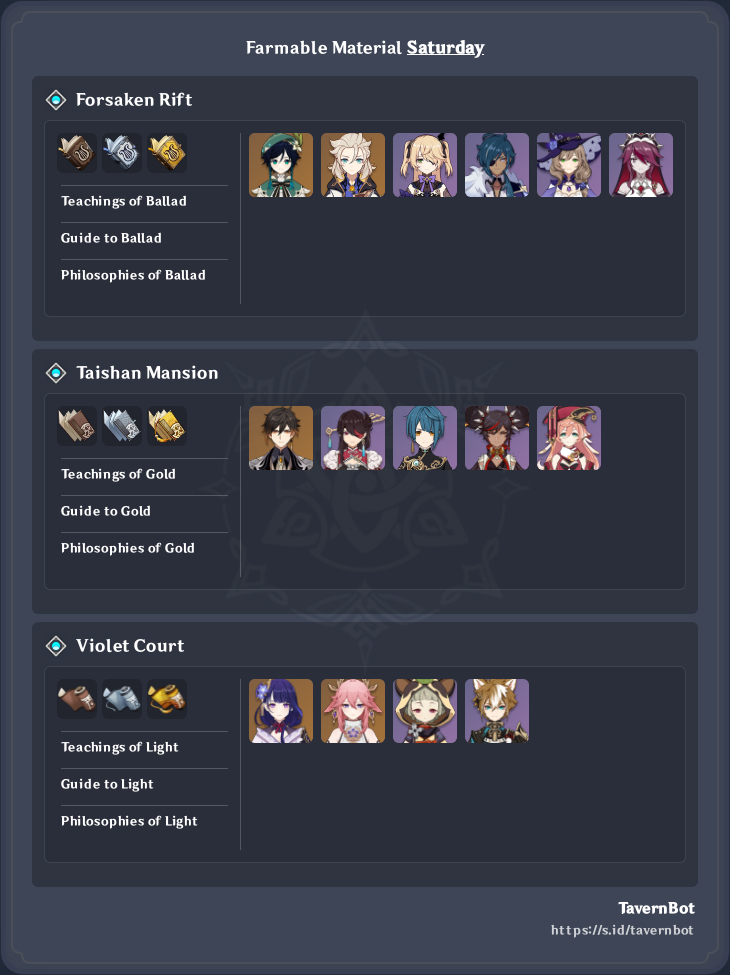 Farmable Material Saturday
Forsaken Rift
Teachings of Ballad
Guide to Ballad
Philosophies of Ballad
Taishan Mansion
Teachings of Gold
Guide to Gold
Philosophies of Gold
Violet Court
Teachings of Light
Guide to Light
Philosophies of Light
TavernBot
https://s.id/tavernbot